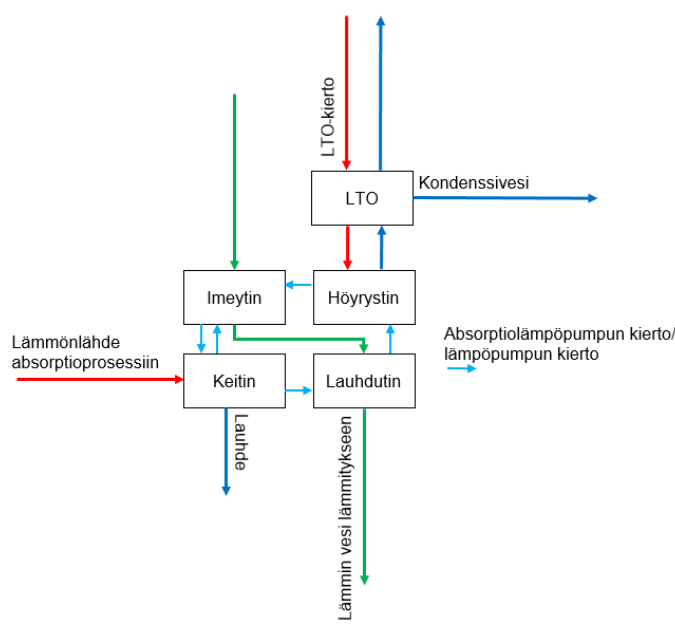 LTO-kierto
LTO
Kondenssivesi
Imeytin
Höyrystin
Lämmönlähde
absorptioprosessiin
Keitin
Lauhdutin
Absorptiolämpöpumpun kierto/
lämpöpumpun kierto
Lauhde
Lämmin vesi lämmitykseen